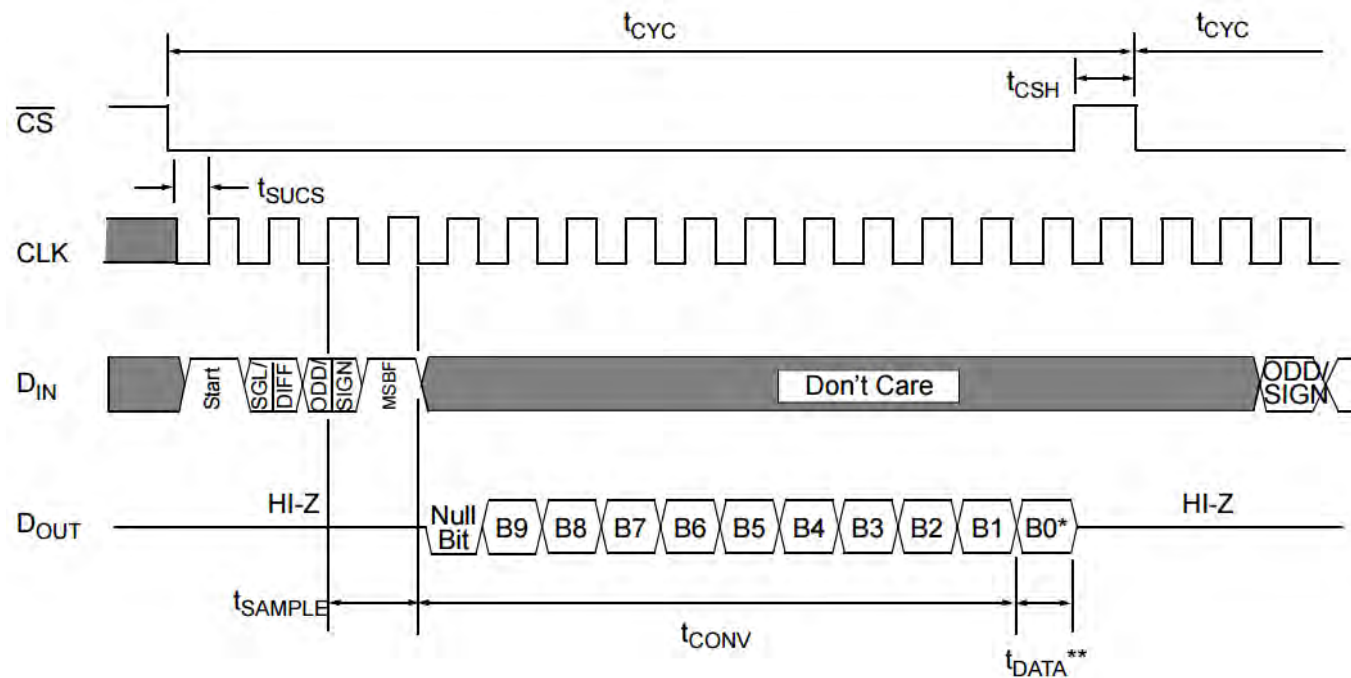 tCYC
tCYC
tCSH
CS
tSUCS
CLK
DIN
Start
SGL/
DIFF
ODD/
SIGN
MSBF
Don't Care
ODD/
SIGN
DOUT
HI-Z
Null
Bit
B9
B8
B7
B6
B5
B4
B3
B2
B1
B0*
HI-Z
tSAMPLE
tCONV
tDATA**